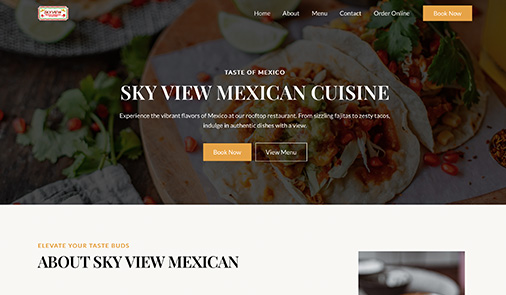 Home About Menu Contact Order Online Book Now
TASTE OF MEXICO
SKY VIEW MEXICAN CUISINE
Experience the vibrant flavors of Mexico at our rooftop restaurant. From sizzling fajitas to zesty tacos,
indulge in authentic dishes with a view.
Book Now View Menu
ELEVATE YOUR TASTE BUDS
ABOUT SKY VIEW MEXICAN